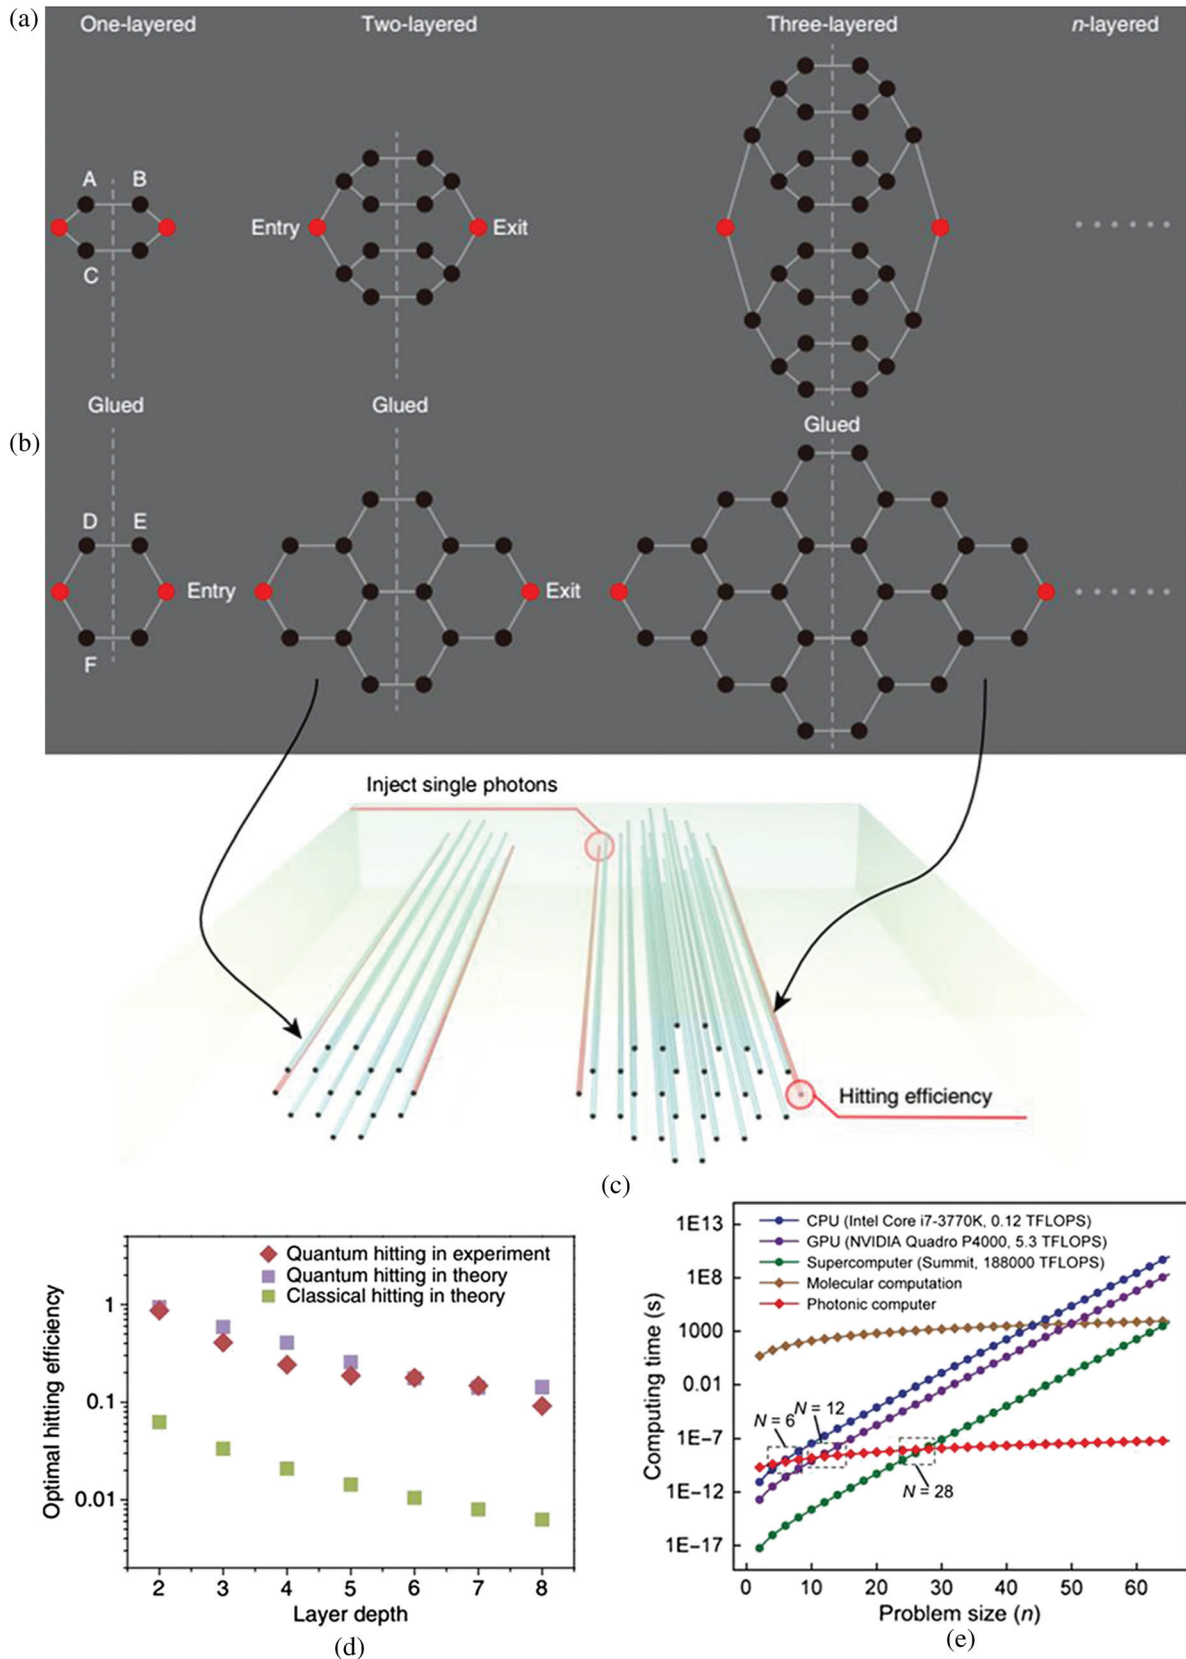 (a)
One-layered
Two-layered
Three-layered
n-layered
A B
C
Entry
Exit
Glued
Glued
Glued
(b)
D E
F
Entry
Exit
Inject single photons
Hitting efficiency
(c)
Quantum hitting in experiment
Quantum hitting in theory
Classical hitting in theory
Optimal hitting efficiency
1
0.1
0.01
2 3 4 5 6 7 8
Layer depth
(d)
CPU (Intel Core i7-3770K, 0.12 TFLOPS)
GPU (NVIDIA Quadro P4000, 5.3 TFLOPS)
Supercomputer (Summit, 188000 TFLOPS)
Molecular computation
Photonic computer
Computing time (s)
1E13
1E8
1000
0.01
1E-7
1E-12
1E-17
N = 6
N = 12
N = 28
0 10 20 30 40 50 60
Problem size (n)
(e)